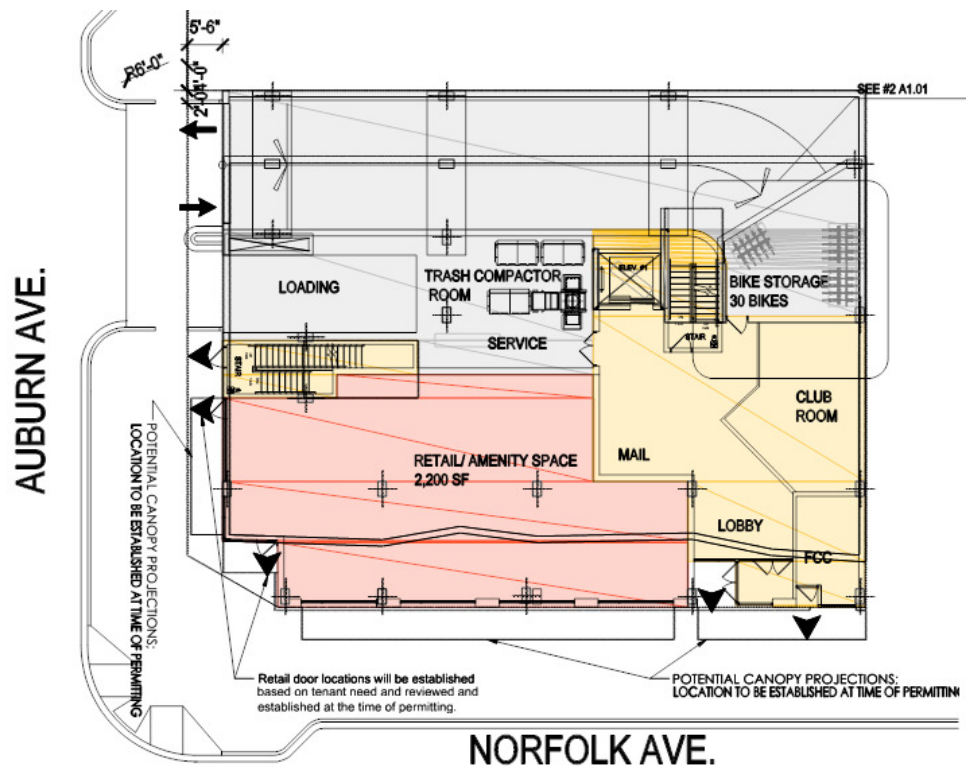 5'-6"
R6'-0"
2'-0"
4'-0"
SEE #2 A1.01
ELEV. #1
LOADING
TRASH COMPACTOR
ROOM
BIKE STORAGE
30 BIKES
SERVICE
STAIR
STAIR
CLUB
ROOM
AUBURN AVE.
RETAIL/ AMENITY SPACE
2,200 SF
MAIL
LOBBY
FCC
POTENTIAL CANOPY PROJECTIONS:
LOCATION TO BE ESTABLISHED AT TIME OF PERMITTING
Retail door locations will be established
based on tenant need and reviewed and
established at the time of permitting.
POTENTIAL CANOPY PROJECTIONS:
LOCATION TO BE ESTABLISHED AT TIME OF PERMITTING
NORFOLK AVE.